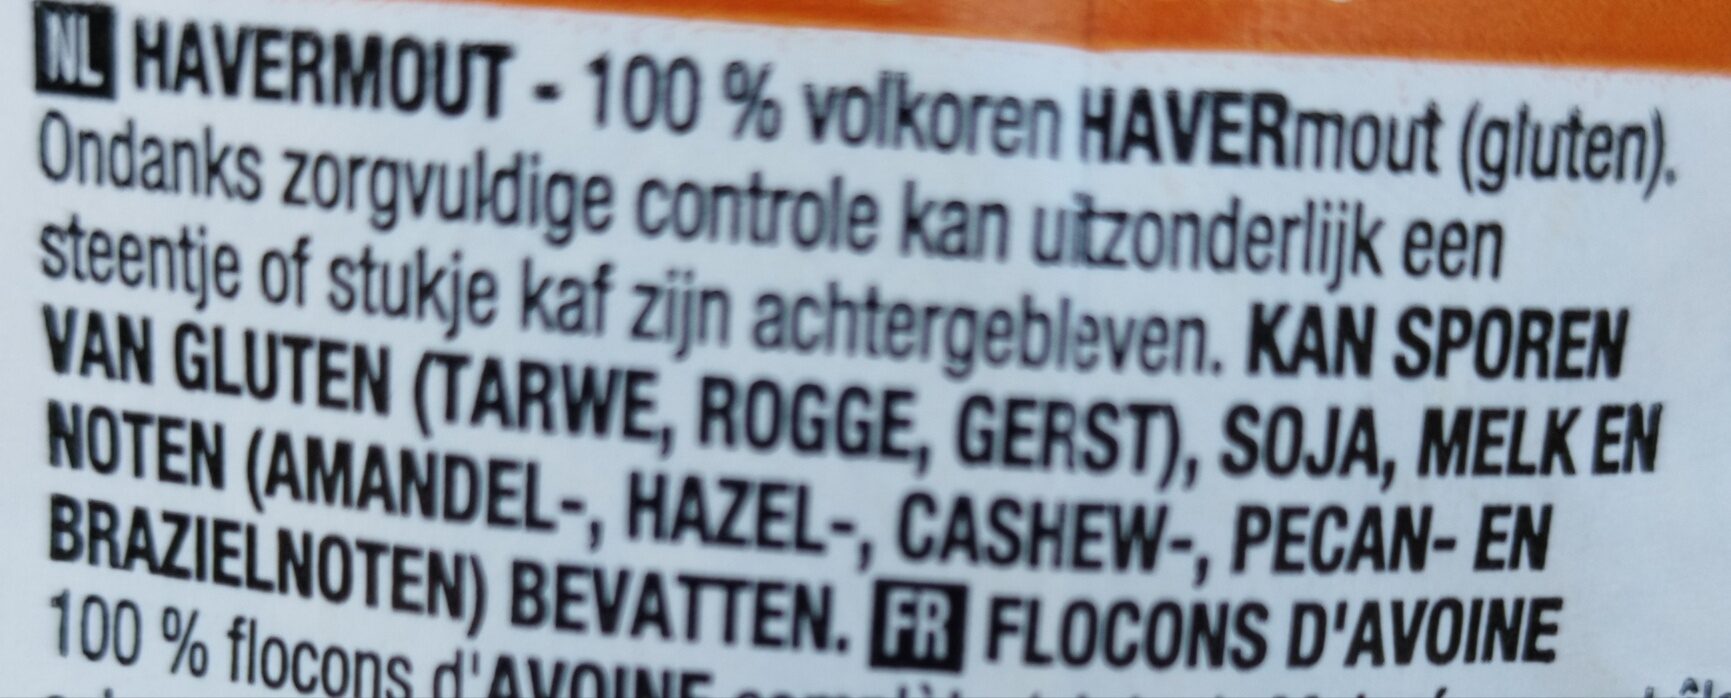 NL HAVERMOUT - 100 % volkoren HAVERmout (gluten).
Ondanks zorgvuldige controle kan uitzonderlijk een
steentje of stukje kaf zijn achtergebleven. KAN SPOREN
VAN GLUTEN (TARWE, ROGGE, GERST), SOJA, MELK EN
NOTEN (AMANDEL-, HAZEL-, CASHEW-, PECAN- EN
BRAZIELNOTEN) BEVATTEN. FR FLOCONS D'AVOINE
100 % flocons d'AVOINE